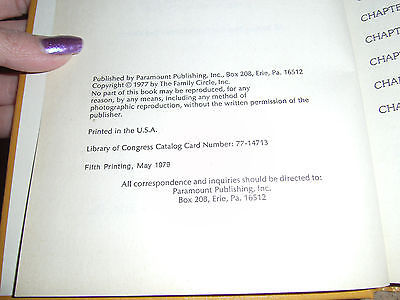 Published by Paramount Publishing, Inc., Box 208, Erie, Pa. 16512
Copyright © 1977 by The Family Circle, Inc.
No part of this book may be reproduced, for any
reason, by any means, including any method of
photographic reproduction, without the written permission of the
publisher.
Printed in the U.S.A.
Library of Congress Catalog Card Number: 77-14713
Fifth Printing, May 1979
All correspondence and inquiries should be directed to:
Paramount Publishing, Inc.
Box 208, Erie, Pa. 16512
CHAPTE
CHAPT
CHAPT
CHAP
CHA